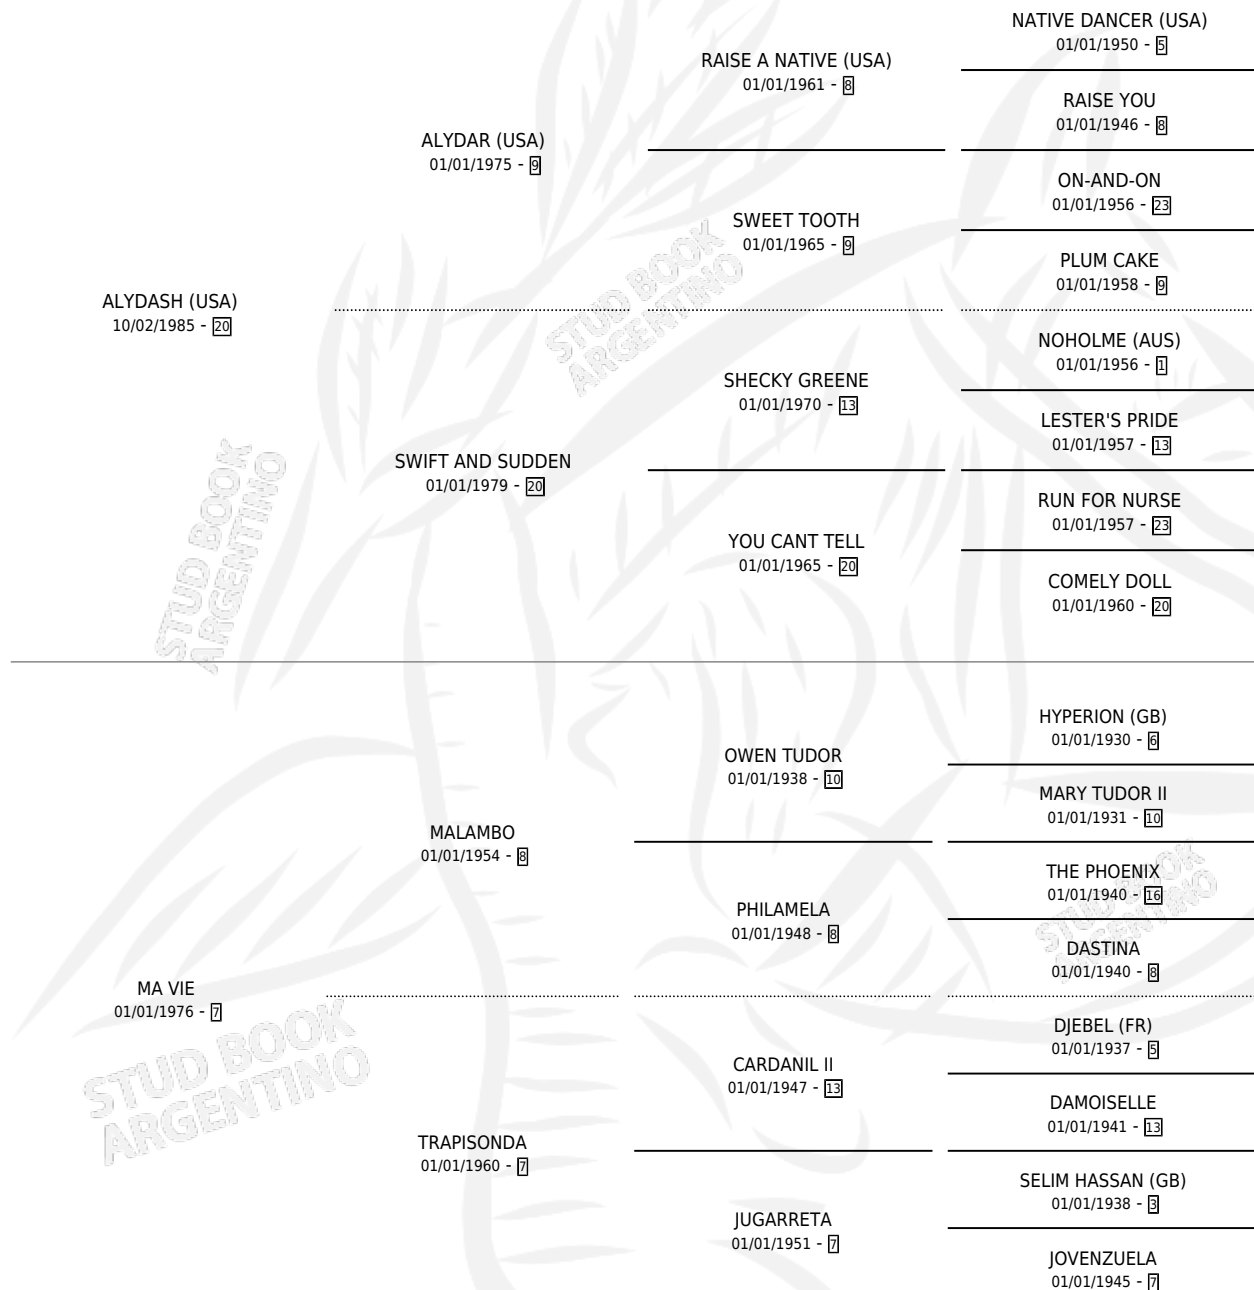 NATIVE DANCER (USA)
01/01/1950 - 5
RAISE A NATIVE (USA)
01/01/1961 - 8
RAISE YOU
01/01/1946 - 8
ALYDAR (USA)
01/01/1975 - 9
ON-AND-ON
01/01/1956 - 23
SWEET TOOTH
01/01/1965 - 9
PLUM CAKE
01/01/1958 - 9
ALYDASH (USA)
10/02/1985 - 20
STUD BOOK
ARGENTINO
NOHOLME (AUS)
01/01/1956 - 1
SHECKY GREENE
01/01/1970 - 13
LESTER'S PRIDE
01/01/1957 - 13
SWIFT AND SUDDEN
01/01/1979 - 20
RUN FOR NURSE
01/01/1957 - 23
YOU CANT TELL
01/01/1965 - 20
COMELY DOLL
01/01/1960 - 20
STUD BOOK
ARGENTINO
HYPERION (GB)
01/01/1930 - 6
OWEN TUDOR
01/01/1938 - 10
MARY TUDOR II
01/01/1931 - 10
MALAMBO
01/01/1954 - 8
THE PHOENIX
01/01/1940 - 16
PHILAMELA
01/01/1948 - 8
DASTINA
01/01/1940 - 8
STUD BOOK
ARGENTINO
MA VIE
01/01/1976 - 7
DJEBEL (FR)
01/01/1937 - 5
CARDANIL II
01/01/1947 - 13
DAMOISELLE
01/01/1941 - 13
STUD BOOK
ARGENTINO
TRAPISONDA
01/01/1960 - 7
SELIM HASSAN (GB)
01/01/1938 - 3
JUGARRETA
01/01/1951 - 7
JOVENZUELA
01/01/1945 - 7